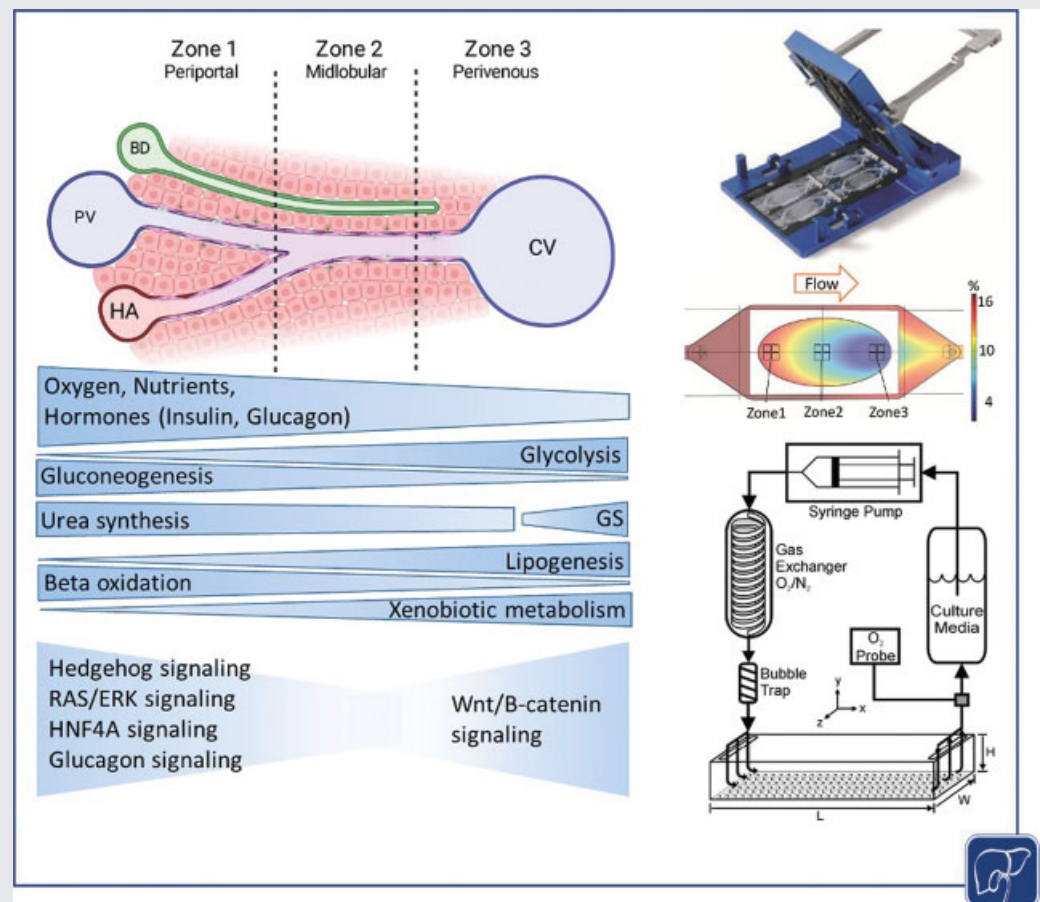 Zone 1
Periportal
Zone 2
Midlobular
Zone 3
Perivenous
BD
PV
HA
CV
Oxygen, Nutrients,
Hormones (Insulin, Glucagon)
Glycolysis
Gluconeogenesis
Urea synthesis
GS
Lipogenesis
Beta oxidation
Xenobiotic metabolism
Hedgehog signaling
RAS/ERK signaling
HNF4A signaling
Glucagon signaling
Wnt/B-catenin
signaling
Flow
%
16
10
4
Zone1
Zone2
Zone3
Syringe Pump
Gas
Exchanger
O2/N2
Culture
Media
O2
Probe
Bubble
Trap
y
x
z
H
W
L